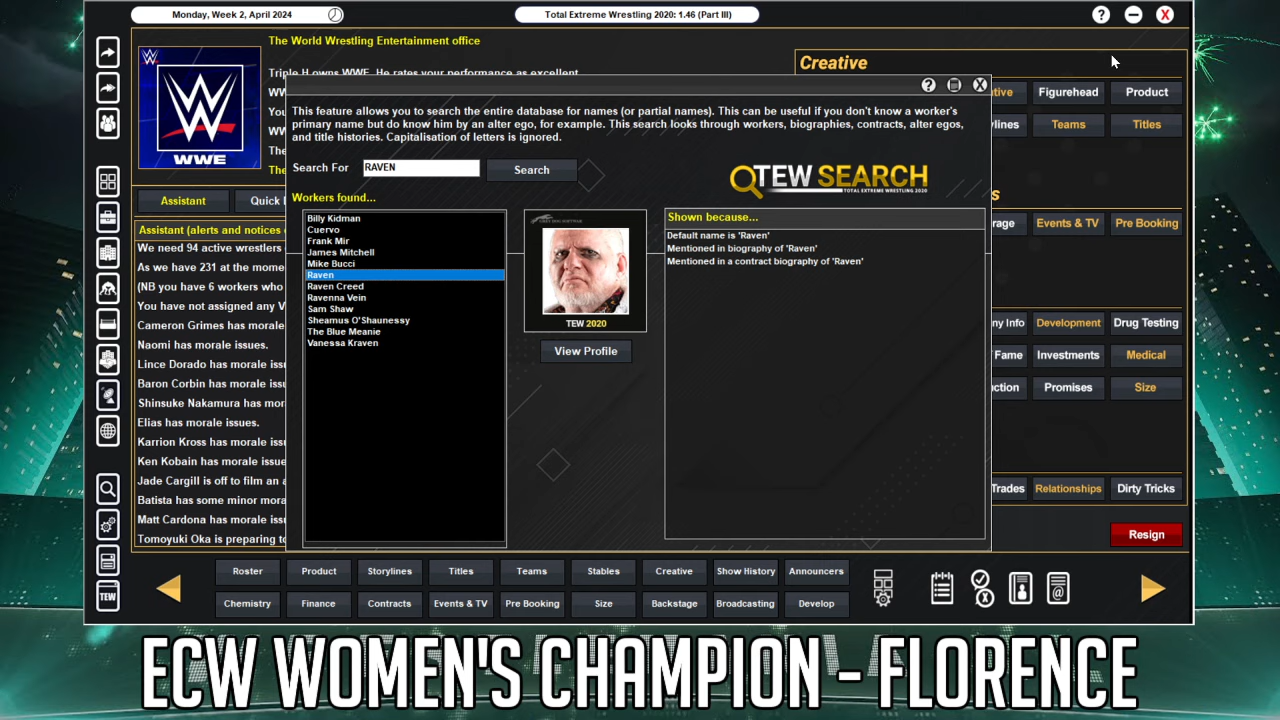 Monday, Week 2, April 2024
Total Extreme Wrestling 2020: 1.46 (Part III)
?
X
The World Wrestling Entertainment office
Triple H owns WWE. He rates your performance as excellent.
W
WWE
Creative
Figurehead
Product
Teams
Titles
This feature allows you to search the entire database for names (or partial names). This can be useful if you don't know a worker's
primary name but do know him by an alter ego, for example. This search looks through workers, biographies, contracts, alter egos,
and title histories. Capitalisation of letters is ignored.
Search For
RAVEN
Search
TEW SEARCH
TOTAL EXTREME WRESTLING 2020
Workers found...
Billy Kidman
Cuervo
Frank Mir
James Mitchell
Mike Bucci
Raven
Raven Creed
Ravenna Vein
Sam Shaw
Sheamus O'Shaunessy
The Blue Meanie
Vanessa Kraven
TEW 2020
View Profile
Shown because...
Default name is 'Raven'
Mentioned in biography of 'Raven'
Mentioned in a contract biography of 'Raven'
Assistant
Quick
Assistant (alerts and notices
We need 94 active wrestlers
As we have 231 at the mome
(NB you have 6 workers who
You have not assigned any V
Cameron Grimes has morale
Naomi has morale issues.
Lince Dorado has morale issu
Baron Corbin has morale issu
Shinsuke Nakamura has mor
Elias has morale issues.
Karrion Kross has morale issu
Ken Kobain has morale issue
Jade Cargill is off to film an a
Batista has some minor mora
Matt Cardona has morale issu
Tomoyuki Oka is preparing to
Events & TV
Pre Booking
ny Info
Development
Drug Testing
Fame
Investments
Medical
ction
Promises
Size
Trades
Relationships
Dirty Tricks
Resign
TEW
Roster
Product
Storylines
Titles
Teams
Stables
Creative
Show History
Announcers
Chemistry
Finance
Contracts
Events & TV
Pre Booking
Size
Backstage
Broadcasting
Develop
ECW WOMEN'S CHAMPION - FLORENCE